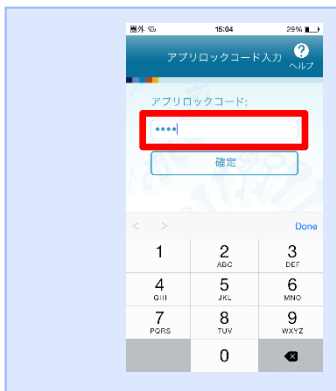 圏外 15:04 29%
アプリロックコード入力 ?
ヘルプ
アプリロックコード:
••••
確定
< > Done
1 2 3
ABC DEF
4 5 6
GHI JKL MNO
7 8 9
PQRS TUV WXYZ
0